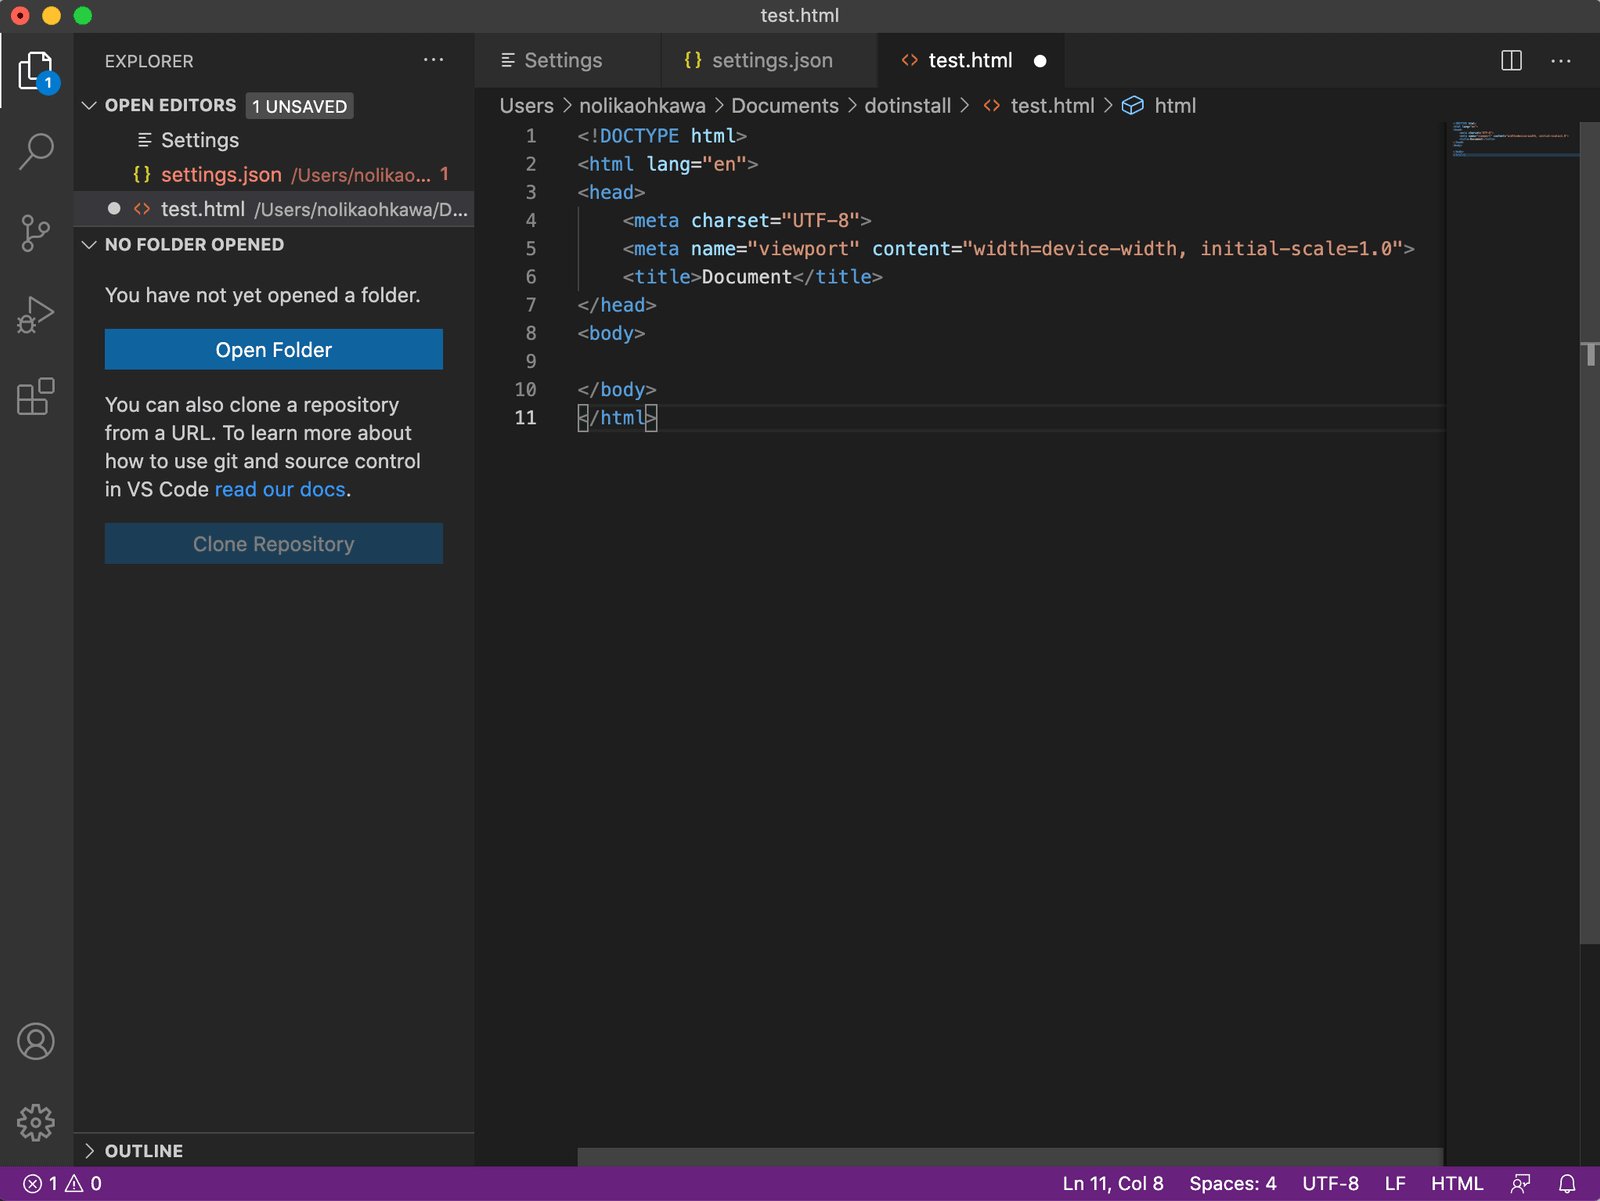 test.html
EXPLORER
Settings
{} settings.json
<> test.html
1
OPEN EDITORS 1 UNSAVED
Settings
{} settings.json /Users/nolikao... 1
<> test.html /Users/nolikaohkawa/D...
NO FOLDER OPENED
You have not yet opened a folder.
Open Folder
You can also clone a repository
from a URL. To learn more about
how to use git and source control
in VS Code read our docs.
Clone Repository
OUTLINE
Users > nolikaohkawa > Documents > dotinstall > <> test.html > html
1 <!DOCTYPE html>
2 <html lang="en">
3 <head>
4 <meta charset="UTF-8">
5 <meta name="viewport" content="width=device-width, initial-scale=1.0">
6 <title>Document</title>
7 </head>
8 <body>
9
10 </body>
11 </html>
1 0
Ln 11, Col 8 Spaces: 4 UTF-8 LF HTML